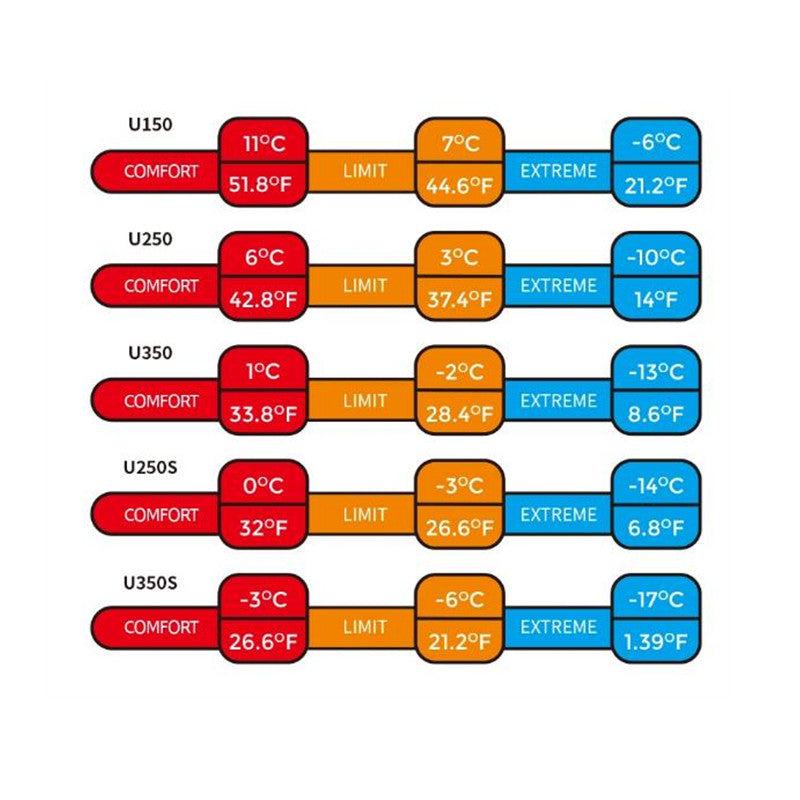 U150
COMFORT 11°C 51.8°F LIMIT 7°C 44.6°F EXTREME -6°C 21.2°F
U250
COMFORT 6°C 42.8°F LIMIT 3°C 37.4°F EXTREME -10°C 14°F
U350
COMFORT 1°C 33.8°F LIMIT -2°C 28.4°F EXTREME -13°C 8.6°F
U250S
COMFORT 0°C 32°F LIMIT -3°C 26.6°F EXTREME -14°C 6.8°F
U350S
COMFORT -3°C 26.6°F LIMIT -6°C 21.2°F EXTREME -17°C 1.39°F